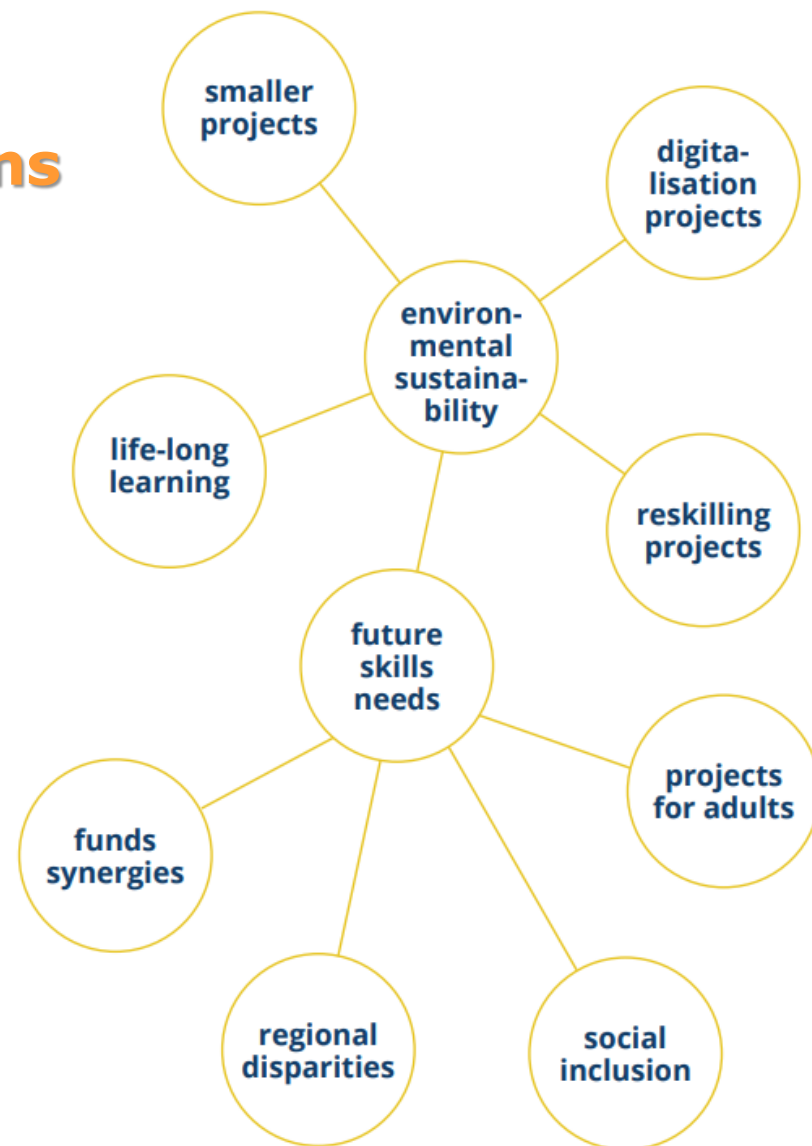 smaller
projects
ns
digita-
lisation
projects
environ-
mental
sustaina-
bility
life-long
learning
reskilling
projects
future
skills
needs
projects
for adults
funds
synergies
regional
disparities
social
inclusion